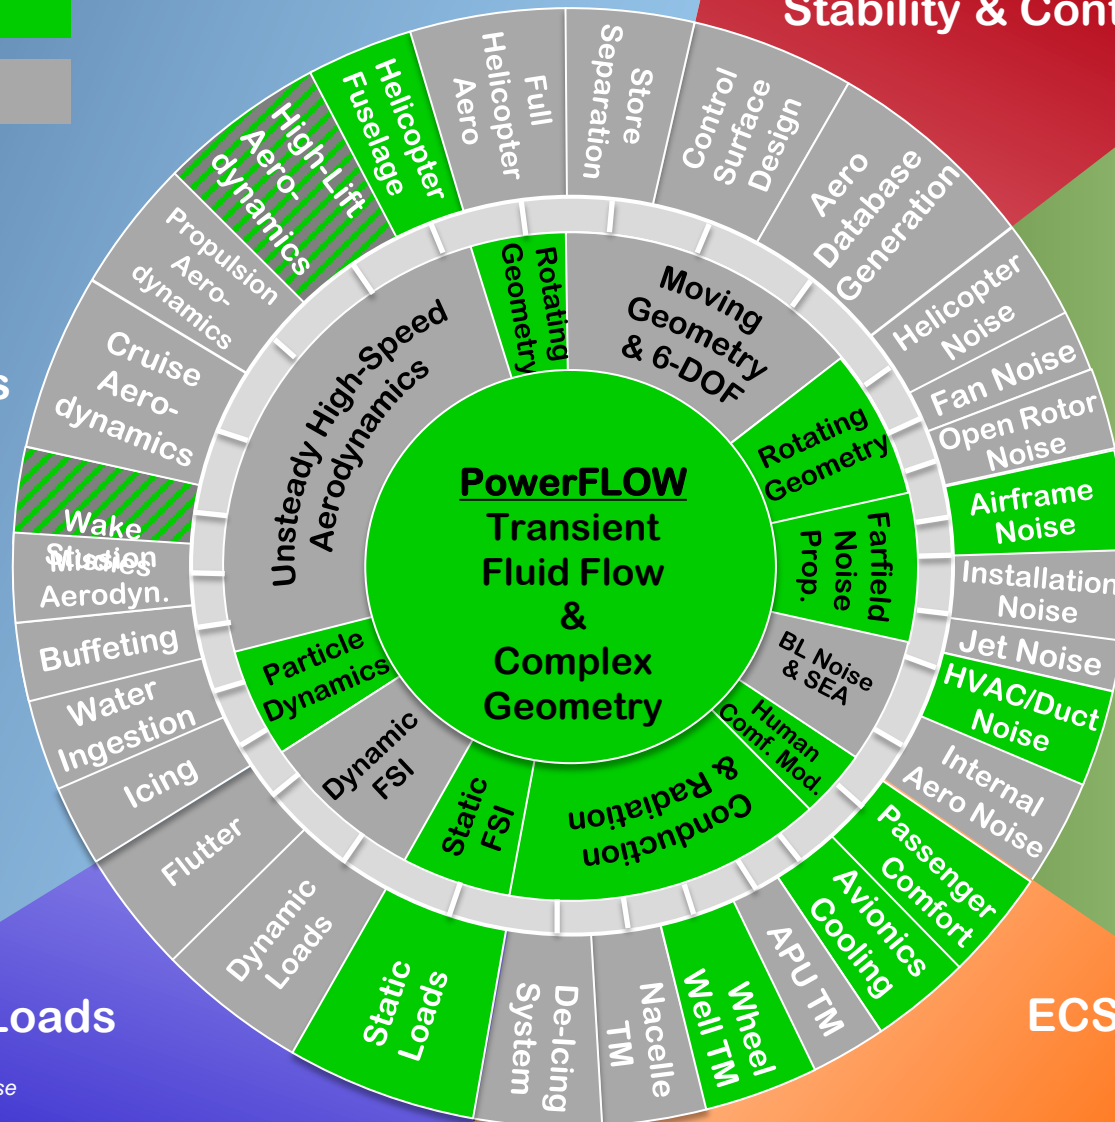 Stability & Cont
Helicopter
Fuselage
Full
Helicopter
Aero
Store
Separation
Control
Surface
Design
Aero
Database
Generation
Helicopter
Noise
Fan Noise
Open Rotor
Noise
Airframe
Noise
Installation
Noise
Jet Noise
HVAC/Duct
Noise
Internal
Aero Noise
Passenger
Comfort
Avionics
Cooling
APU TM
Wheel
Well TM
Nacelle
TM
De-Icing
System
Static
Loads
Dynamic
Loads
Flutter
Icing
Water
Ingestion
Buffeting
Missiles
Aerodyn.
Wake
Cruise
Aero-
dynamics
Propulsion
Aero-
dynamics
High-Lift
Aero-
dynamics
Unsteady High-Speed
Aerodynamics
Rotating
Geometry
Moving
Geometry
& 6-DOF
Rotating
Geometry
Farfield
Noise
Prop.
BL Noise
& SEA
Human
Comf. Mod.
Conduction
& Radiation
Static
FSI
Dynamic
FSI
Particle
Dynamics
PowerFLOW
Transient
Fluid Flow
&
Complex
Geometry
s
Loads
se
ECS